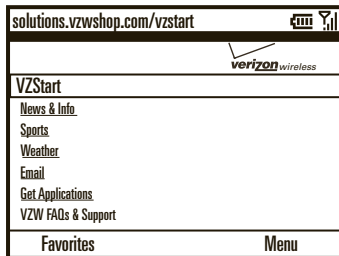 solutions.vzwshop.com/vzstart
verizon wireless
VZStart
News & Info
Sports
Weather
Email
Get Applications
VZW FAQs & Support
Favorites Menu